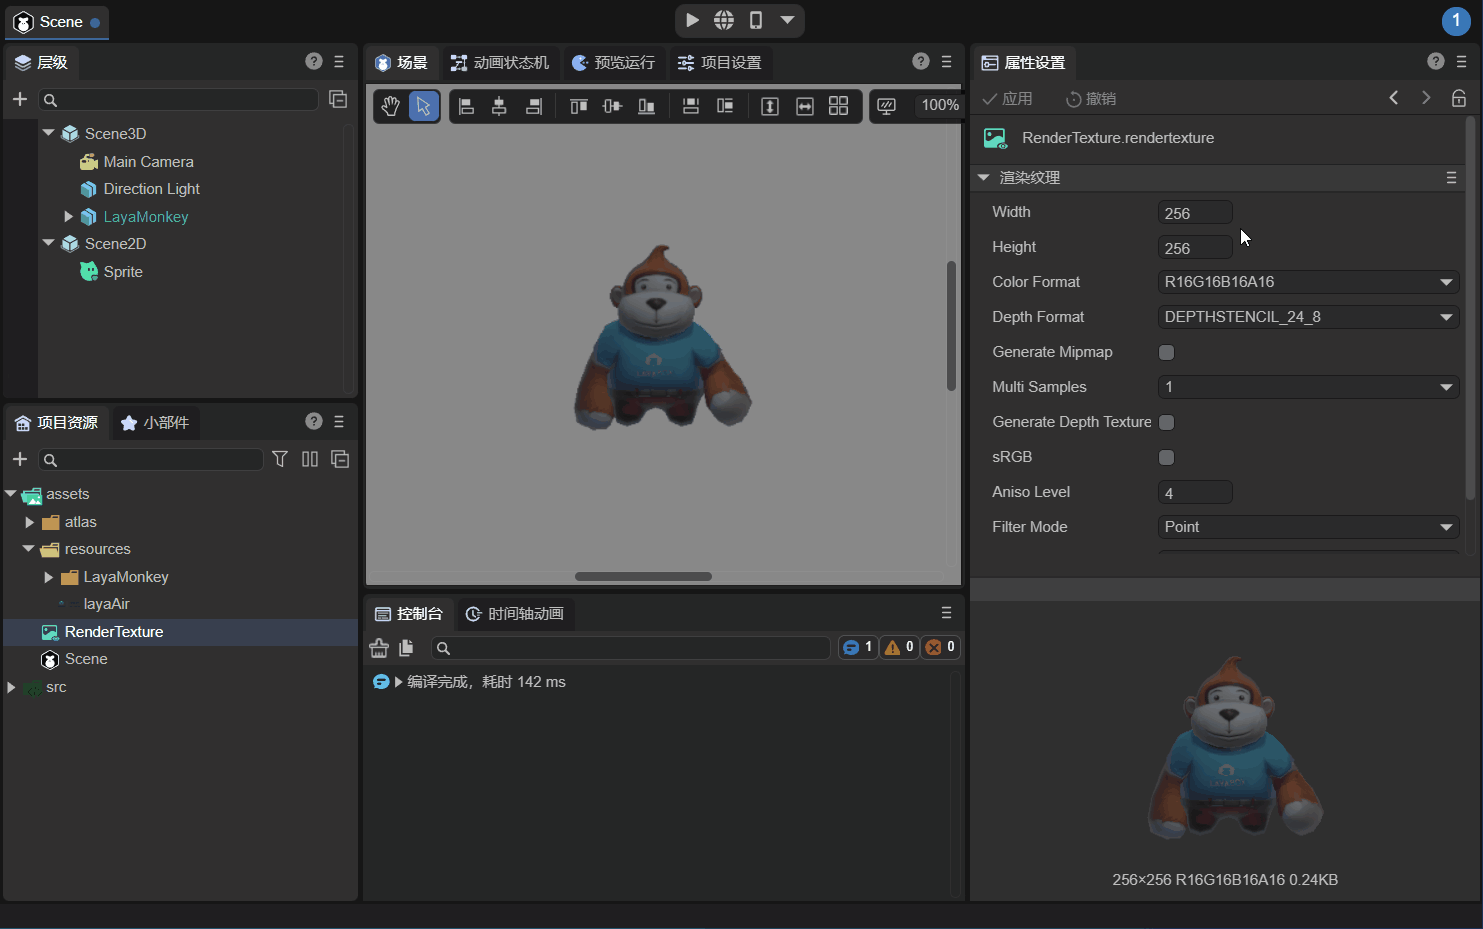 Scene
1
层级
Scene3D
Main Camera
Direction Light
LayaMonkey
Scene2D
Sprite
项目资源 小部件
assets
atlas
resources
LayaMonkey
layaAir
RenderTexture
Scene
src
场景 动画状态机 预览运行 项目设置
100%
控制台 时间轴动画
1 0 0
编译完成，耗时 142 ms
属性设置
应用 撤销
RenderTexture.rendertexture
渲染纹理
Width 256
Height 256
Color Format R16G16B16A16
Depth Format DEPTHSTENCIL_24_8
Generate Mipmap
Multi Samples 1
Generate Depth Texture
sRGB
Aniso Level 4
Filter Mode Point
256×256 R16G16B16A16 0.24KB